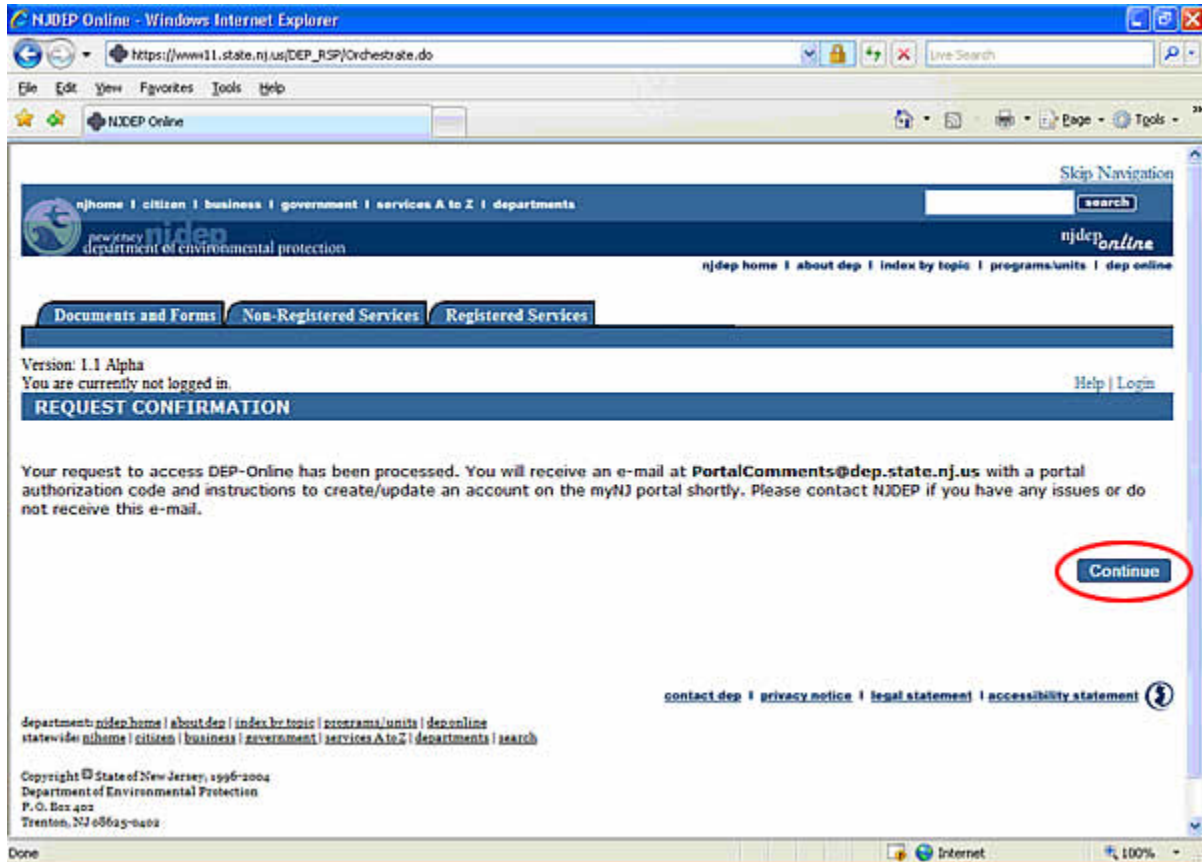 NJDEP Online - Windows Internet Explorer
https://www11.state.nj.us/DEP_RSP/Orchestrate.do
Live Search
File Edit View Favorites Tools Help
NJDEP Online
Page Tools
Skip Navigation
njhome | citizen | business | government | services A to Z | departments
search
new jersey njdep
department of environmental protection
njdep online
njdep home | about dep | index by topic | programs/units | dep online
Documents and Forms Non-Registered Services Registered Services
Version: 1.1 Alpha
You are currently not logged in.
Help | Login
REQUEST CONFIRMATION
Your request to access DEP-Online has been processed. You will receive an e-mail at PortalComments@dep.state.nj.us with a portal
authorization code and instructions to create/update an account on the myNJ portal shortly. Please contact NJDEP if you have any issues or do
not receive this e-mail.
Continue
contact dep | privacy notice | legal statement | accessibility statement
department: njdep home | about dep | index by topic | programs/units | dep online
statewide: njhome | citizen | business | government | services A to Z | departments | search
Copyright © State of New Jersey, 1996-2004
Department of Environmental Protection
P. O. Box 402
Trenton, NJ 08625-0402
Done
Internet
100%